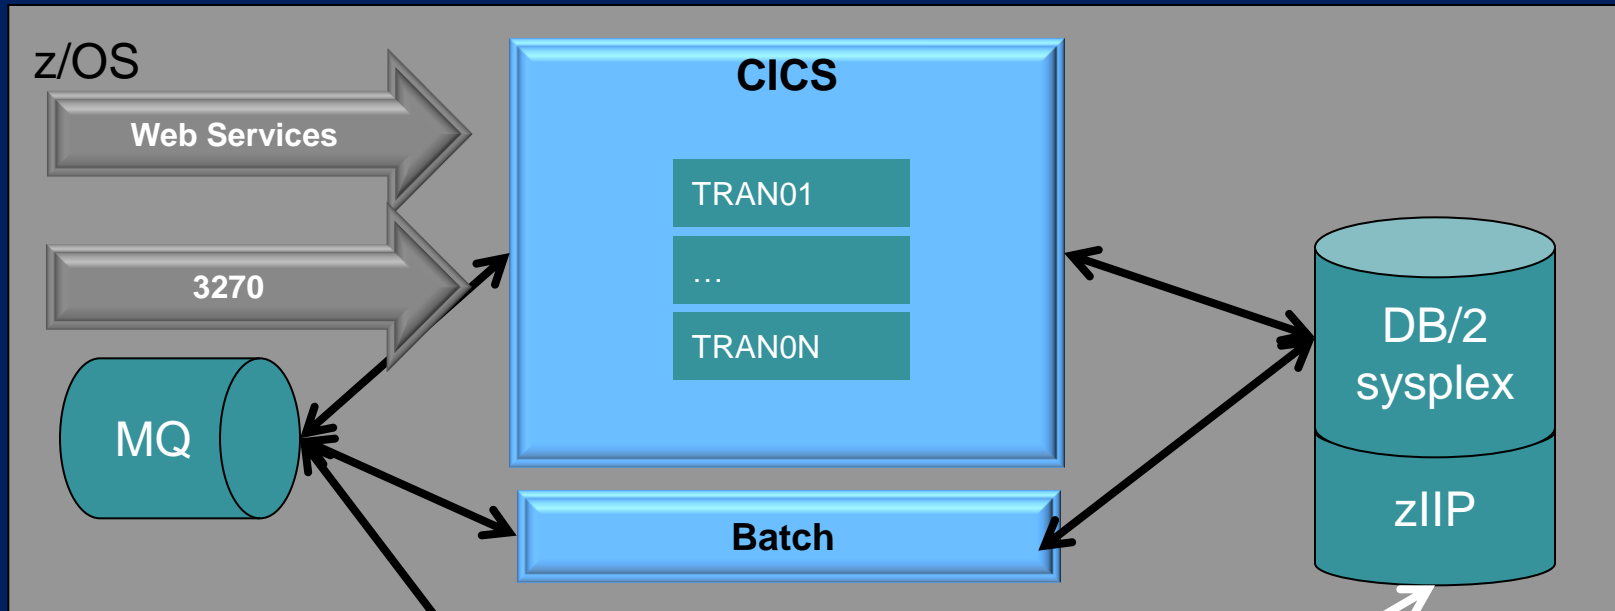 z/OS
Web Services
3270
MQ
CICS
TRAN01
…
TRAN0N
Batch
DB/2
sysplex
zIIP